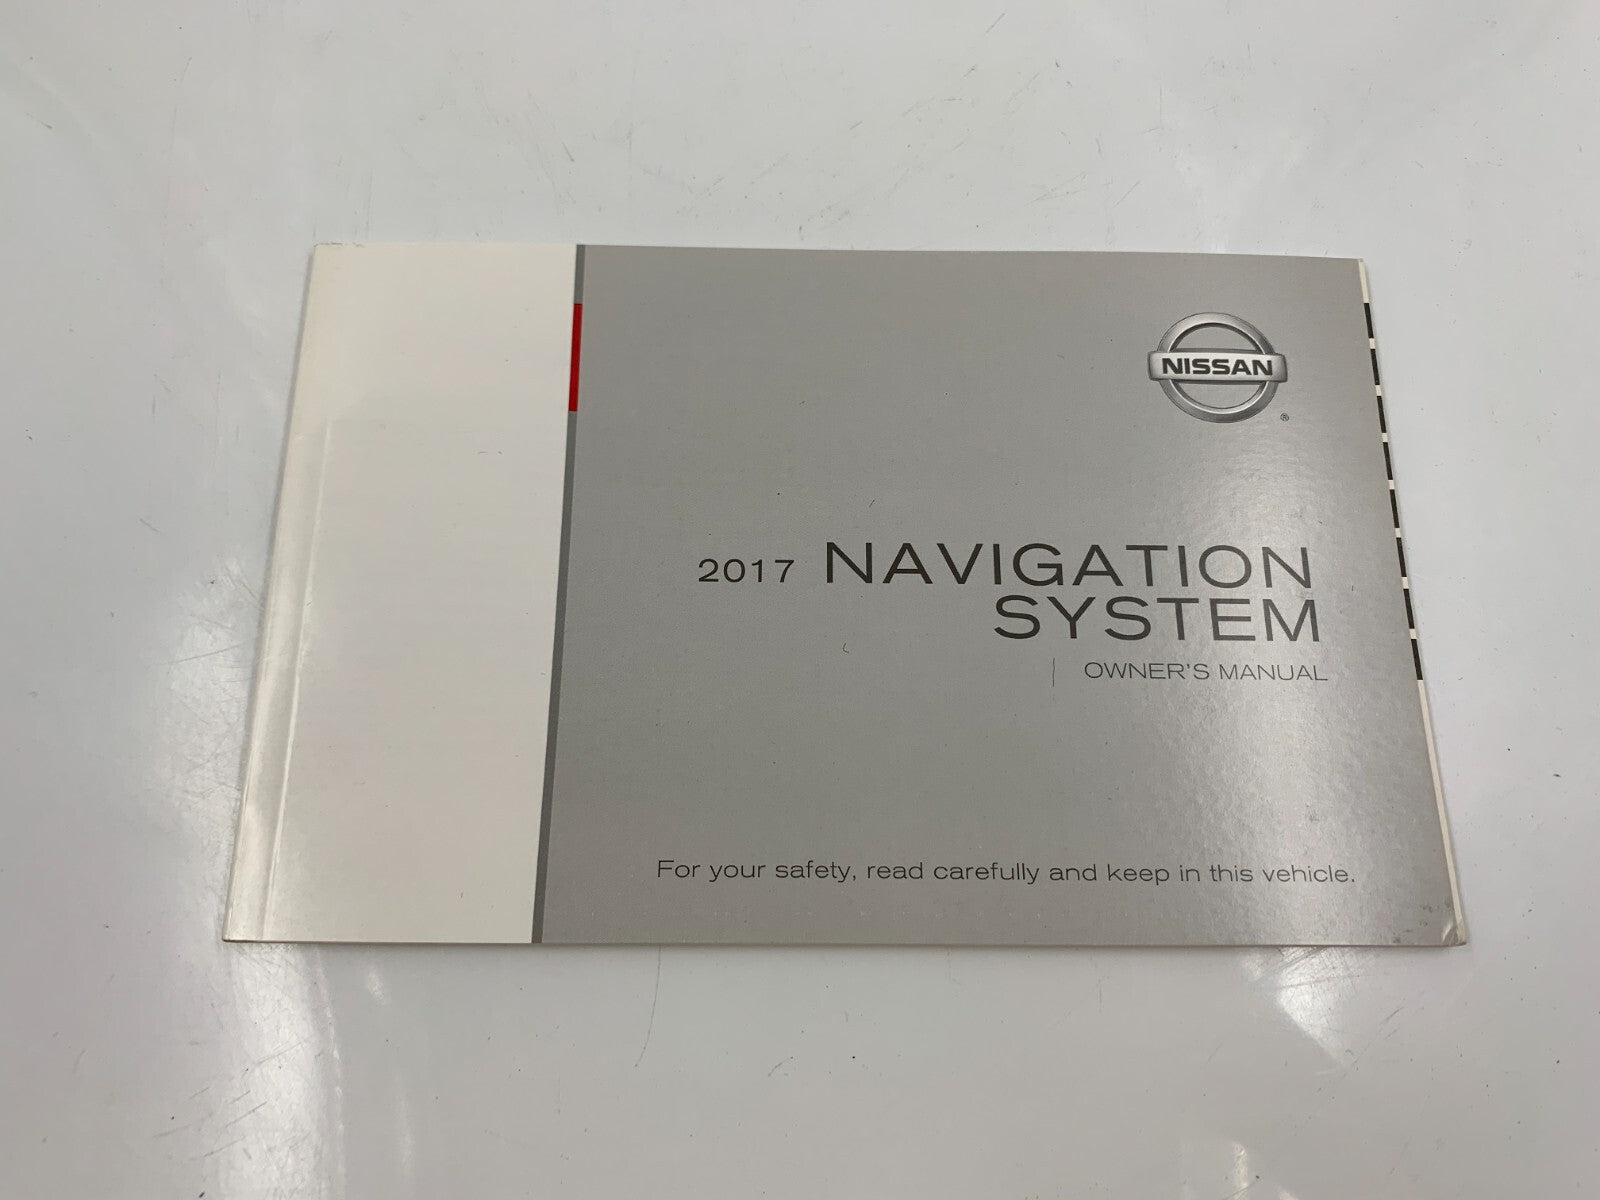 NISSAN
®
2017 NAVIGATION
SYSTEM
OWNER'S MANUAL
For your safety, read carefully and keep in this vehicle.